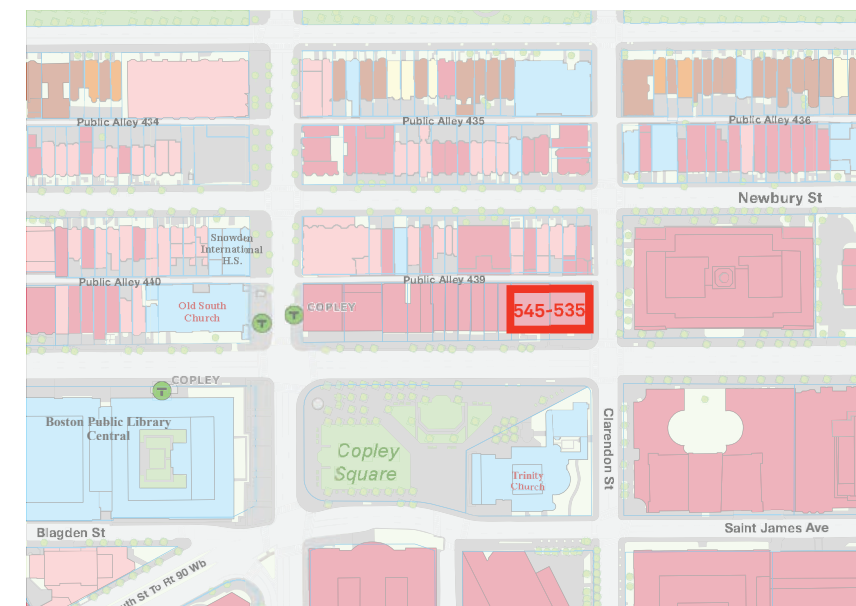 Public Alley 434
Public Alley 435
Public Alley 436
Newbury St
Snowden
International
H.S.
Public Alley 440
Public Alley 439
Old South
Church
T
T
COPLEY
545-535
COPLEY
T
Boston Public Library
Central
Copley
Square
Trinity
Church
Clarendon St
Blagden St
Saint James Ave
uth St To Rt 90 Wb